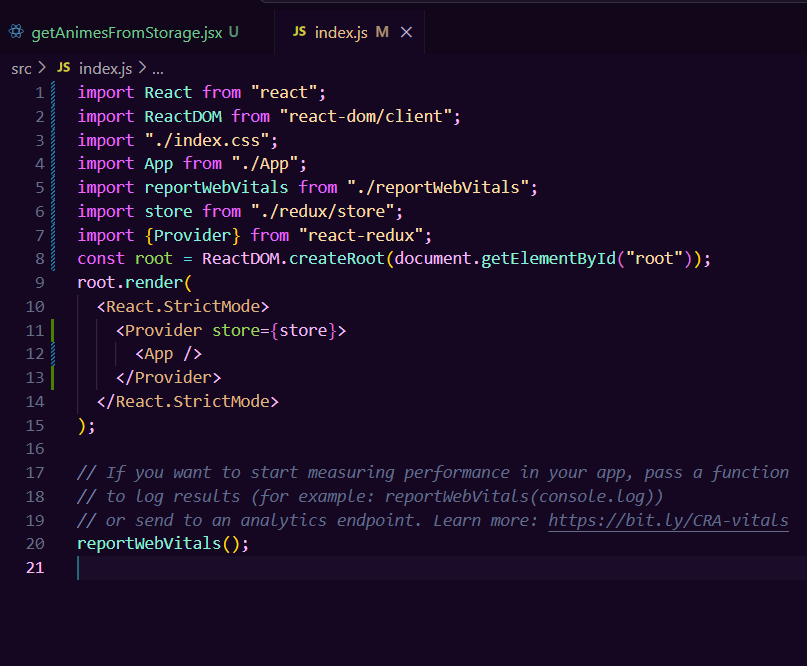 getAnimesFromStorage.jsx U
JS index.js M ×
src > JS index.js > ...
1 import React from "react";
2 import ReactDOM from "react-dom/client";
3 import "./index.css";
4 import App from "./App";
5 import reportWebVitals from "./reportWebVitals";
6 import store from "./redux/store";
7 import {Provider} from "react-redux";
8 const root = ReactDOM.createRoot(document.getElementById("root"));
9 root.render(
10   <React.StrictMode>
11     <Provider store={store}>
12       <App />
13     </Provider>
14   </React.StrictMode>
15 );
16
17 // If you want to start measuring performance in your app, pass a function
18 // to log results (for example: reportWebVitals(console.log))
19 // or send to an analytics endpoint. Learn more: https://bit.ly/CRA-vitals
20 reportWebVitals();
21